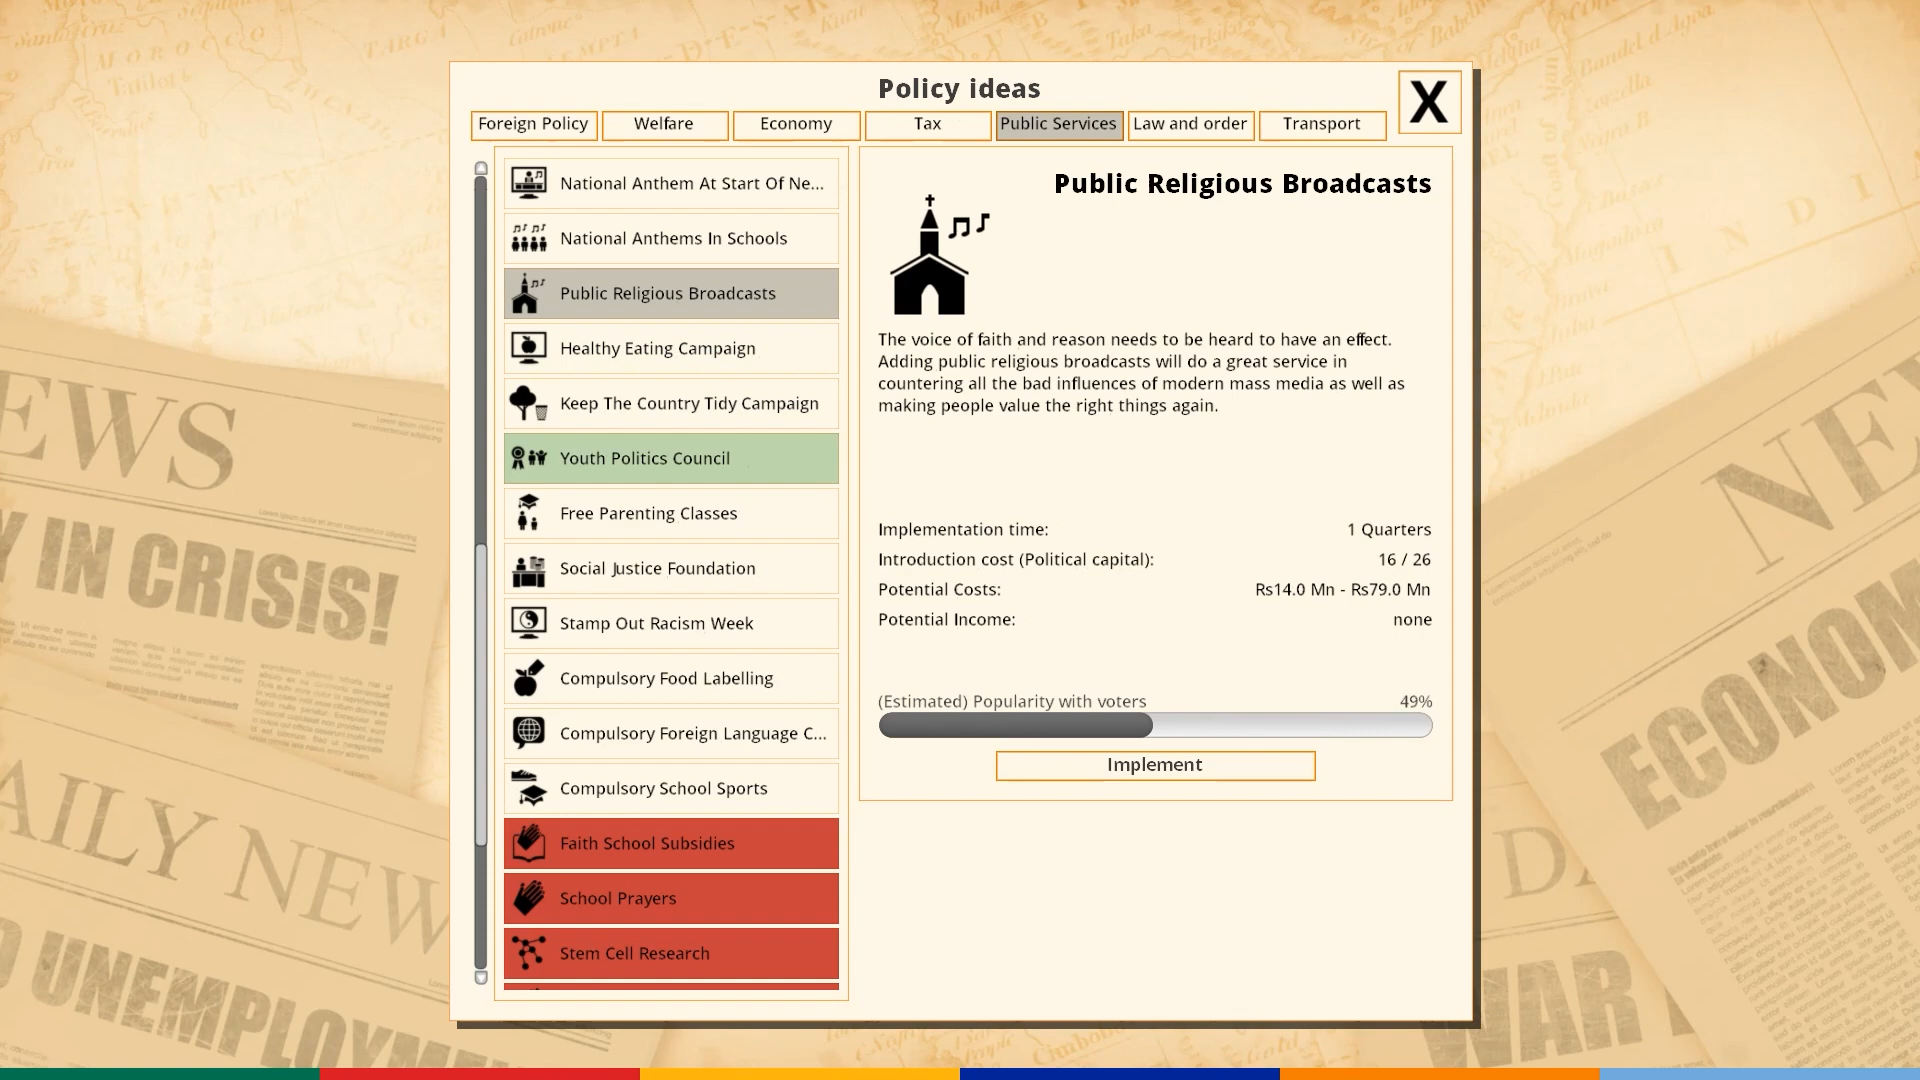 Policy ideas
X
Foreign Policy
Welfare
Economy
Tax
Public Services
Law and order
Transport
National Anthem At Start Of Ne...
National Anthems In Schools
Public Religious Broadcasts
Healthy Eating Campaign
Keep The Country Tidy Campaign
Youth Politics Council
Free Parenting Classes
Social Justice Foundation
Stamp Out Racism Week
Compulsory Food Labelling
Compulsory Foreign Language C...
Compulsory School Sports
Faith School Subsidies
School Prayers
Stem Cell Research
Public Religious Broadcasts
The voice of faith and reason needs to be heard to have an effect.
Adding public religious broadcasts will do a great service in
countering all the bad influences of modern mass media as well as
making people value the right things again.
Implementation time: 1 Quarters
Introduction cost (Political capital): 16 / 26
Potential Costs: Rs14.0 Mn - Rs79.0 Mn
Potential Income: none
(Estimated) Popularity with voters 49%
Implement
EWS
Y IN CRISIS!
AILY NEW
UNEMPLOYME
NE
ECONOM
DA
WAR